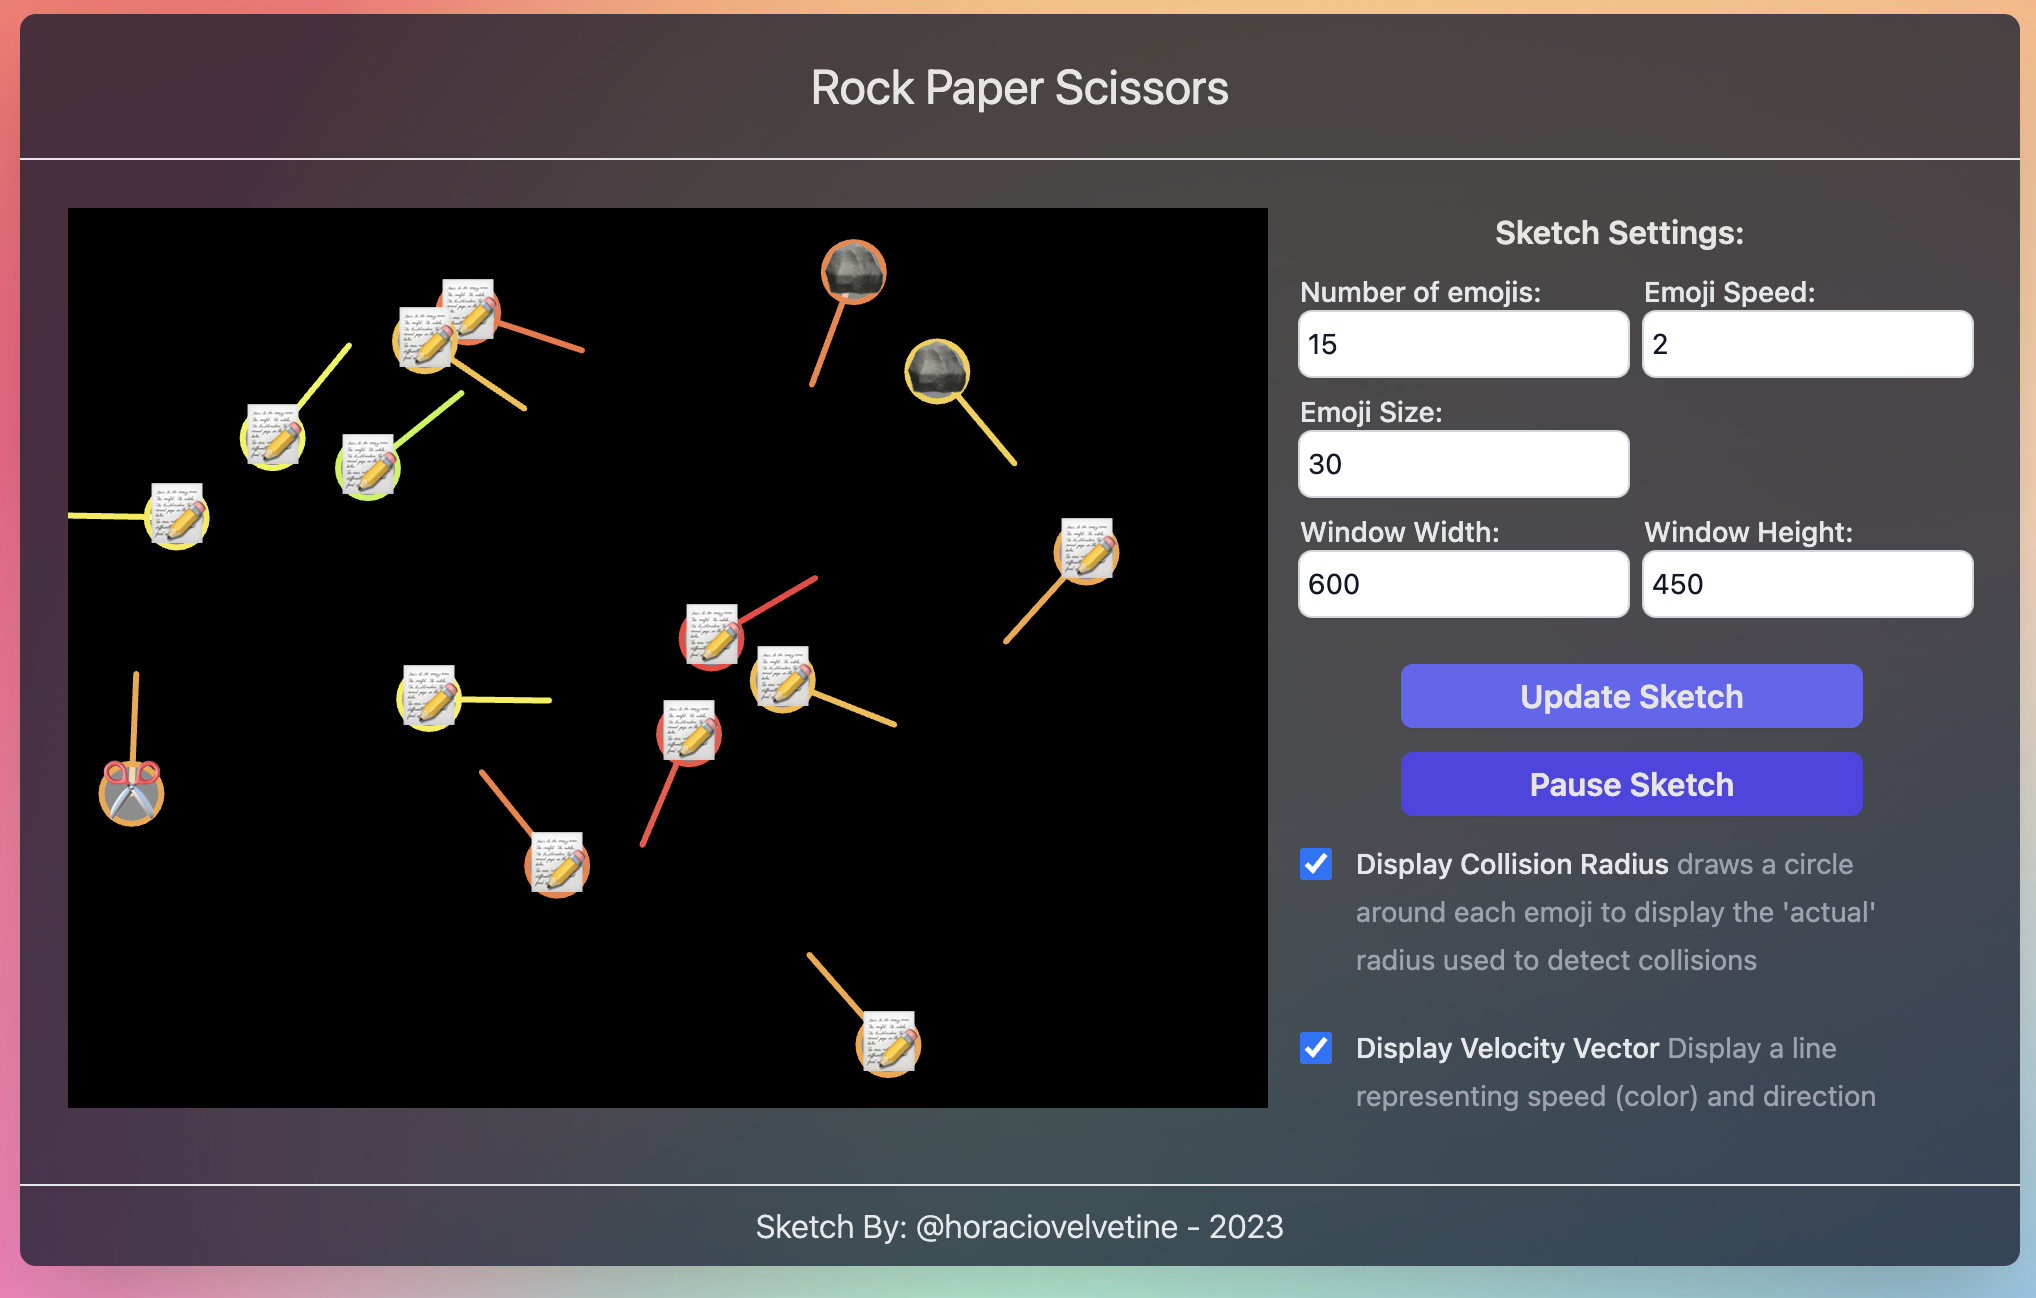 Rock Paper Scissors
Sketch Settings:
Number of emojis:
Emoji Speed:
15
2
Emoji Size:
30
Window Width:
Window Height:
600
450
Update Sketch
Pause Sketch
Display Collision Radius draws a circle
around each emoji to display the 'actual'
radius used to detect collisions
Display Velocity Vector Display a line
representing speed (color) and direction
Sketch By: @horaciovelvetine - 2023